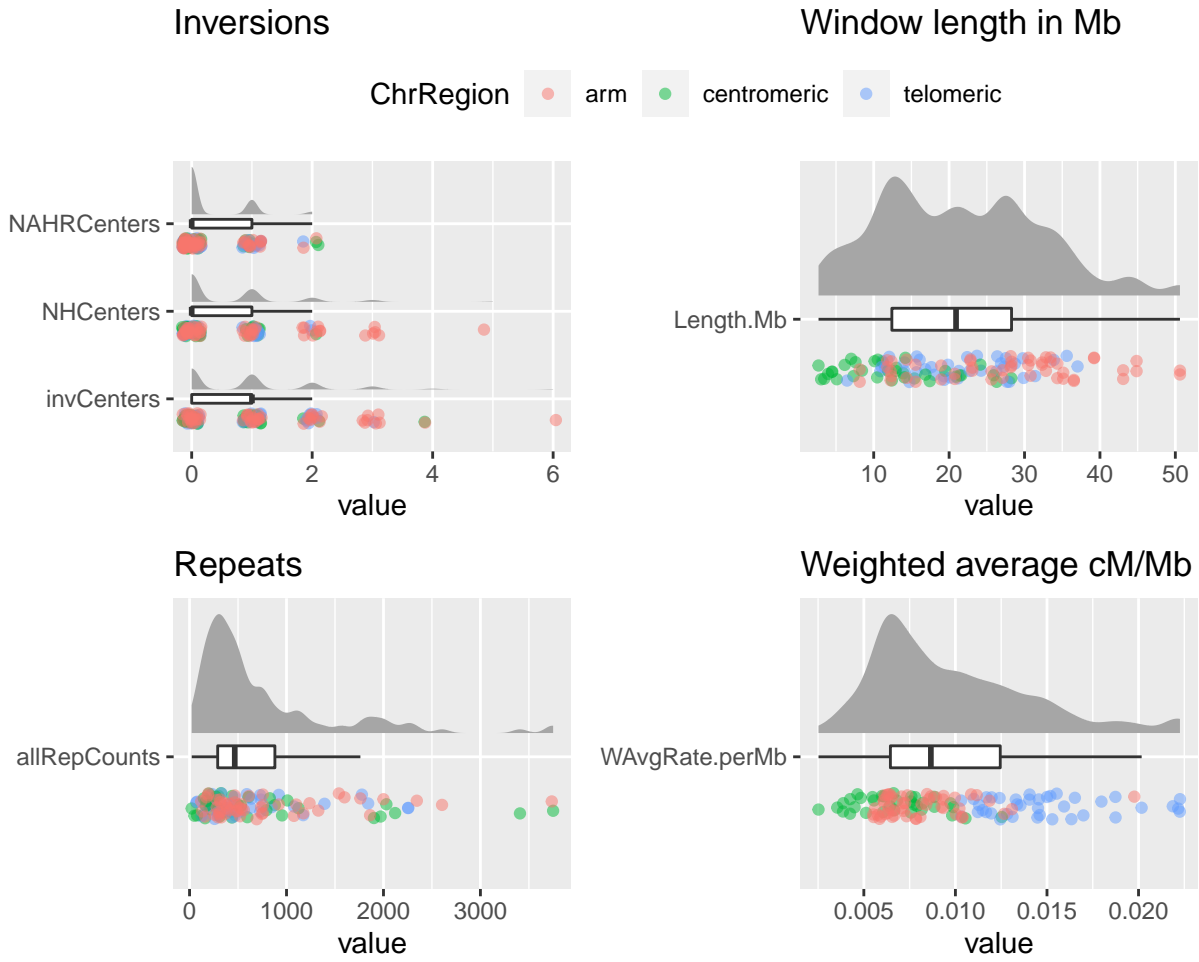 Inversions
Window length in Mb
ChrRegion arm centromeric telomeric
NAHRCenters
NHCenters
invCenters
0 2 4 6
value
Length.Mb
10 20 30 40 50
value
Repeats
Weighted average cM/Mb
allRepCounts
0 1000 2000 3000
value
WAvgRate.perMb
0.005 0.010 0.015 0.020
value